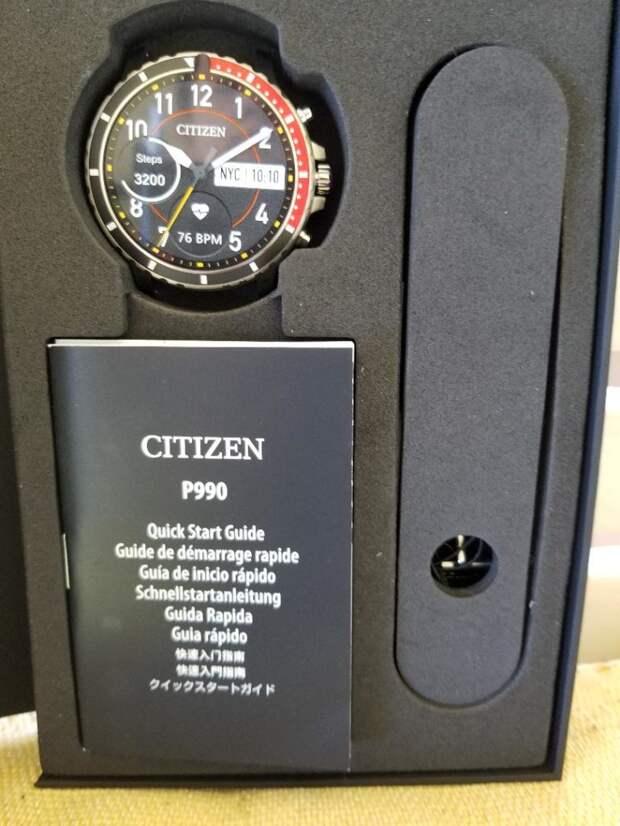 12
11
1
10
CITIZEN
2
Steps
3200
NYC 10:10
8
4
76 BPM
7
5
CITIZEN
P990
Quick Start Guide
Guide de démarrage rapide
Guía de inicio rápido
Schnellstartanleitung
Guida Rapida
Guia rápido
快速入门指南
快速入門指南
クイックスタートガイド